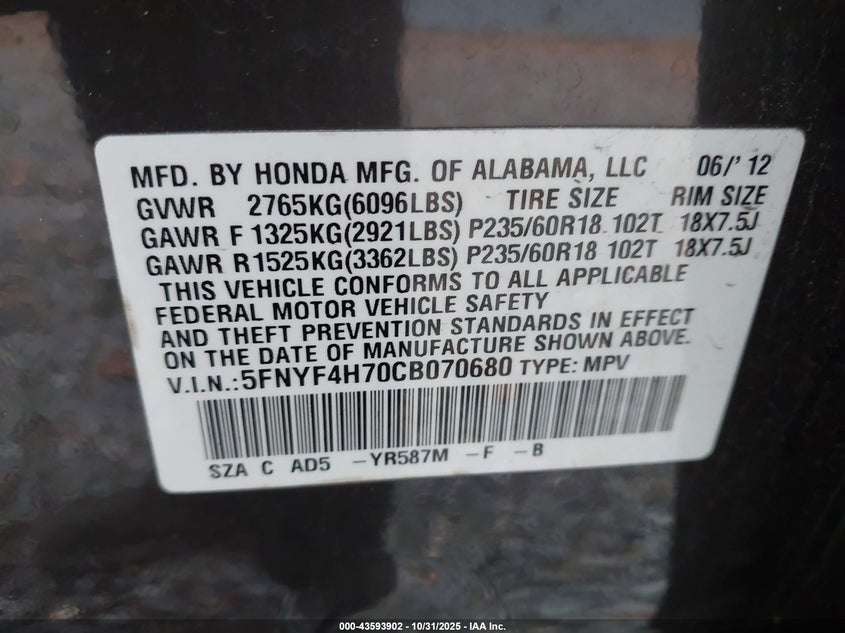 MFD. BY HONDA MFG. OF ALABAMA, LLC 06/'12
GVWR 2765KG(6096LBS) TIRE SIZE RIM SIZE
GAWR F 1325KG(2921LBS) P235/60R18 102T 18X7.5J
GAWR R1525KG(3362LBS) P235/60R18 102T 18X7.5J
THIS VEHICLE CONFORMS TO ALL APPLICABLE
FEDERAL MOTOR VEHICLE SAFETY
AND THEFT PREVENTION STANDARDS IN EFFECT
ON THE DATE OF MANUFACTURE SHOWN ABOVE.
V.I.N.:5FNYF4H70CB070680 TYPE: MPV
SZA C AD5 -YR587M -F -B
000-43593902 - 10/31/2025 - IAA Inc.